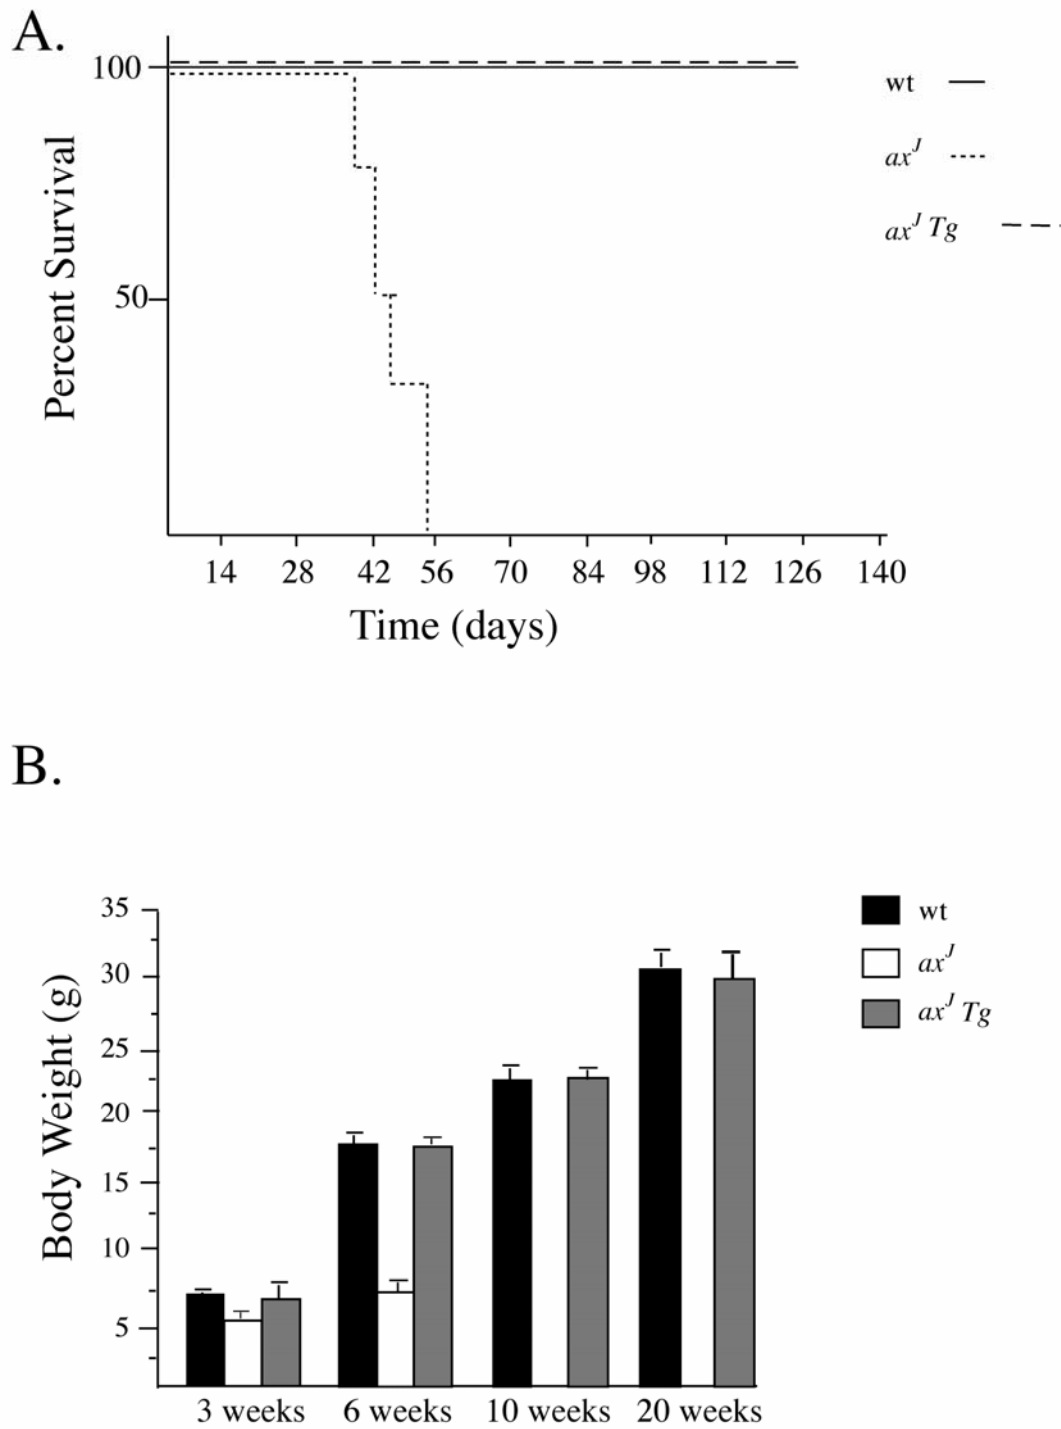 A.
100
50
Percent Survival
14 28 42 56 70 84 98 112 126 140
Time (days)
wt
ax^J
ax^J Tg
B.
35
30
25
20
15
10
5
Body Weight (g)
3 weeks 6 weeks 10 weeks 20 weeks
wt
ax^J
ax^J Tg